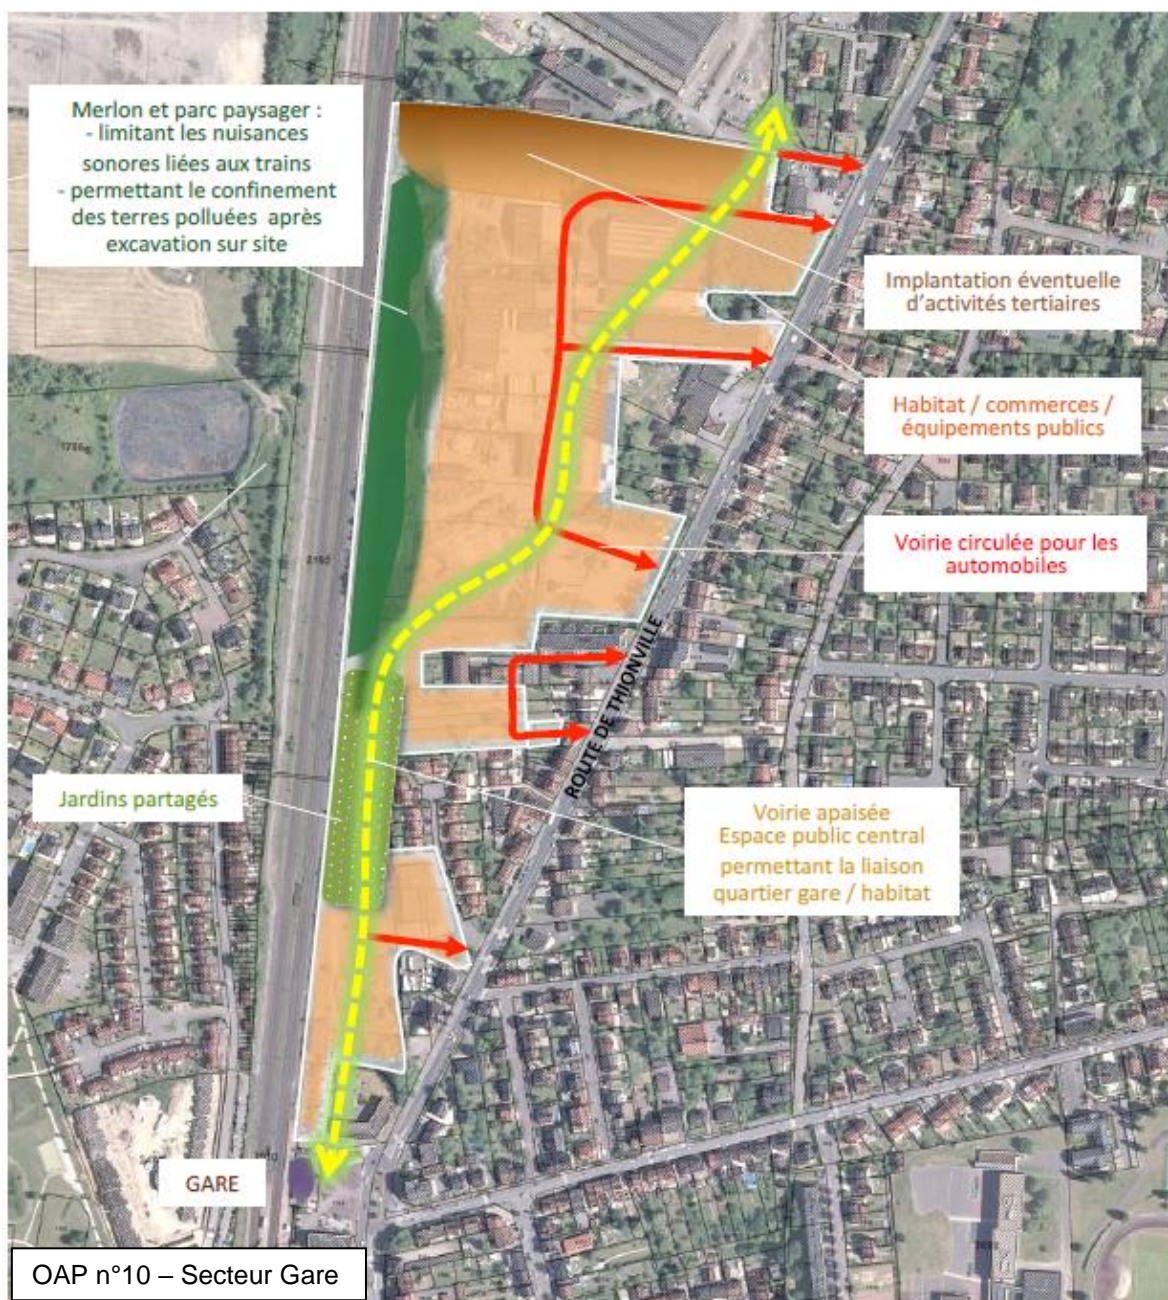 Merlon et parc paysager :
- limitant les nuisances
sonores liées aux trains
- permettant le confinement
des terres polluées après
excavation sur site
Implantation éventuelle
d'activités tertiaires
Habitat / commerces /
équipements publics
Voirie circulée pour les
automobiles
ROUTE DE THIONVILLE
Jardins partagés
Voirie apaisée
Espace public central
permettant la liaison
quartier gare / habitat
GARE
OAP n°10 – Secteur Gare